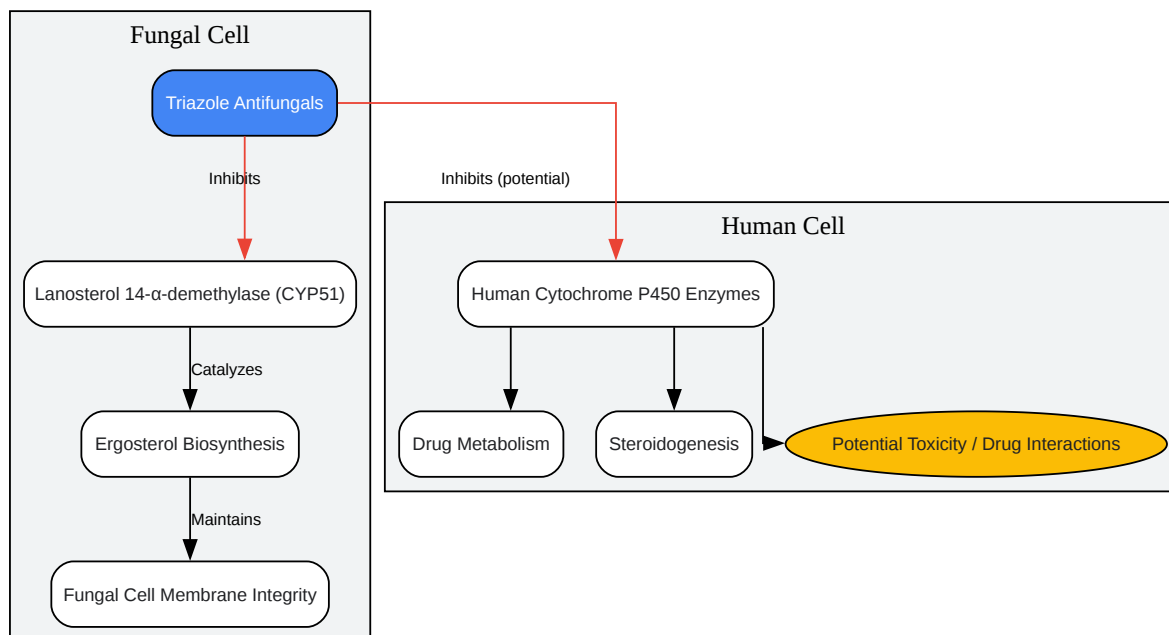 Fungal Cell
Triazole Antifungals
Inhibits
Inhibits (potential)
Human Cell
Lanosterol 14-α-demethylase (CYP51)
Human Cytochrome P450 Enzymes
Catalyzes
Ergosterol Biosynthesis
Drug Metabolism
Steroidogenesis
Potential Toxicity / Drug Interactions
Maintains
Fungal Cell Membrane Integrity